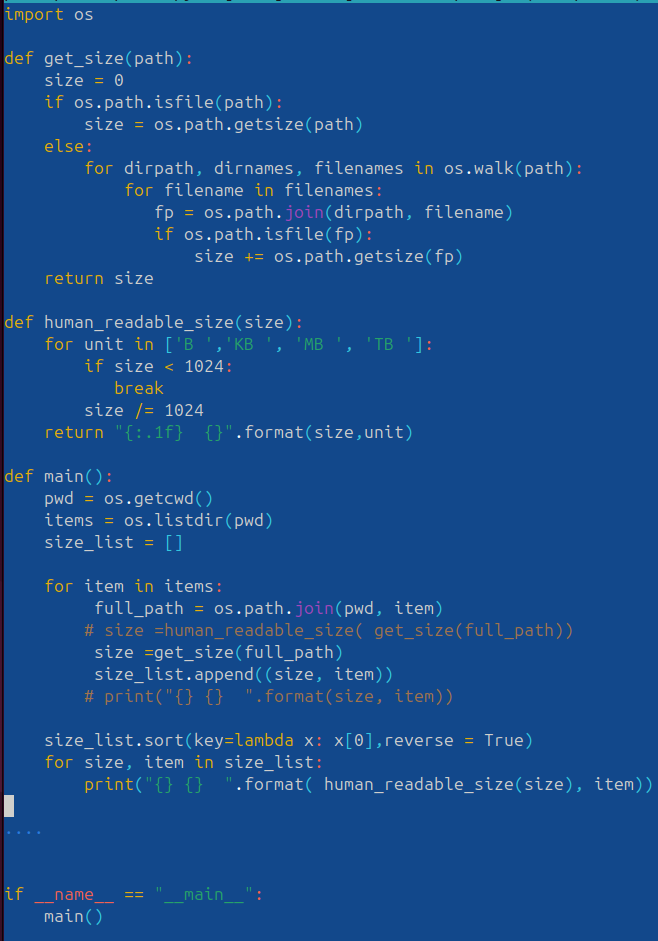 import os

def get_size(path):
    size = 0
    if os.path.isfile(path):
        size = os.path.getsize(path)
    else:
        for dirpath, dirnames, filenames in os.walk(path):
            for filename in filenames:
               fp = os.path.join(dirpath, filename)
               if os.path.isfile(fp):
                   size += os.path.getsize(fp)
    return size

def human_readable_size(size):
    for unit in ['B ','KB ', 'MB ', 'TB ']:
        if size < 1024:
           break
        size /= 1024
    return "{:.1f}  {}".format(size,unit)

def main():
    pwd = os.getcwd()
    items = os.listdir(pwd)
    size_list = []

    for item in items:
         full_path = os.path.join(pwd, item)
        # size =human_readable_size( get_size(full_path))
         size =get_size(full_path)
         size_list.append((size, item))
        # print("{} {}  ".format(size, item))

    size_list.sort(key=lambda x: x[0],reverse = True)
    for size, item in size_list:
        print("{} {}  ".format( human_readable_size(size), item))

....


if __name__ == "__main__":
    main()